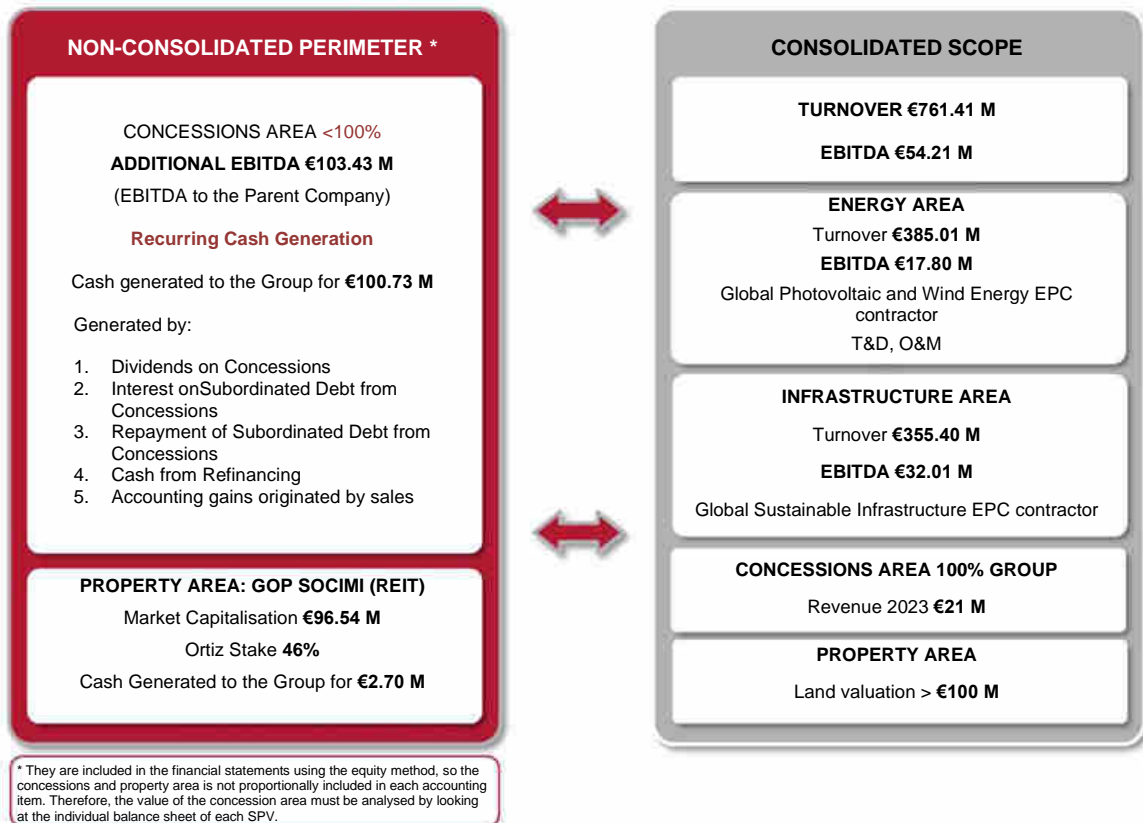 NON-CONSOLIDATED PERIMETER *
CONCESSIONS AREA <100%
ADDITIONAL EBITDA €103.43 M
(EBITDA to the Parent Company)
Recurring Cash Generation
Cash generated to the Group for €100.73 M
Generated by:
1. Dividends on Concessions
2. Interest onSubordinated Debt from
Concessions
3. Repayment of Subordinated Debt from
Concessions
4. Cash from Refinancing
5. Accounting gains originated by sales
PROPERTY AREA: GOP SOCIMI (REIT)
Market Capitalisation €96.54 M
Ortiz Stake 46%
Cash Generated to the Group for €2.70 M
* They are included in the financial statements using the equity method, so the
concessions and property area is not proportionally included in each accounting
item. Therefore, the value of the concession area must be analysed by looking
at the individual balance sheet of each SPV.
CONSOLIDATED SCOPE
TURNOVER €761.41 M
EBITDA €54.21 M
ENERGY AREA
Turnover €385.01 M
EBITDA €17.80 M
Global Photovoltaic and Wind Energy EPC
contractor
T&D, O&M
INFRASTRUCTURE AREA
Turnover €355.40 M
EBITDA €32.01 M
Global Sustainable Infrastructure EPC contractor
CONCESSIONS AREA 100% GROUP
Revenue 2023 €21 M
PROPERTY AREA
Land valuation > €100 M